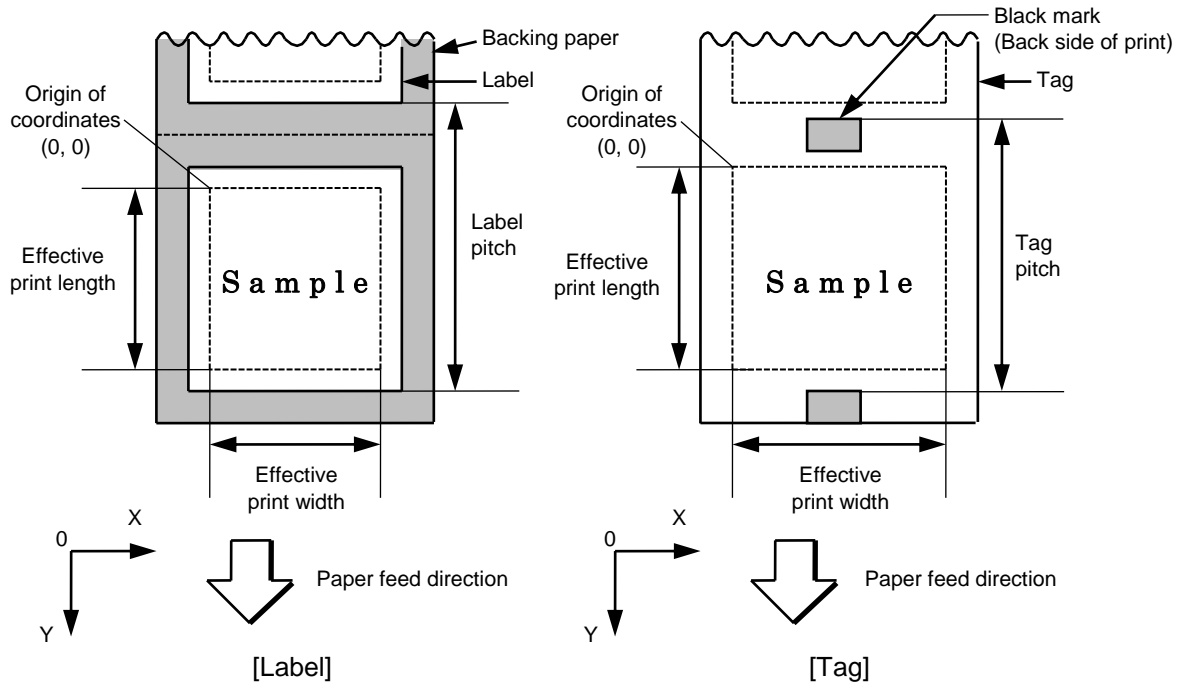 Backing paper
Label
Origin of
coordinates
(0, 0)
Effective
print length
Sample
Label
pitch
Effective
print width
0
X
Y
Paper feed direction
[Label]
Black mark
(Back side of print)
Tag
Origin of
coordinates
(0, 0)
Effective
print length
Sample
Tag
pitch
Effective
print width
0
X
Y
Paper feed direction
[Tag]